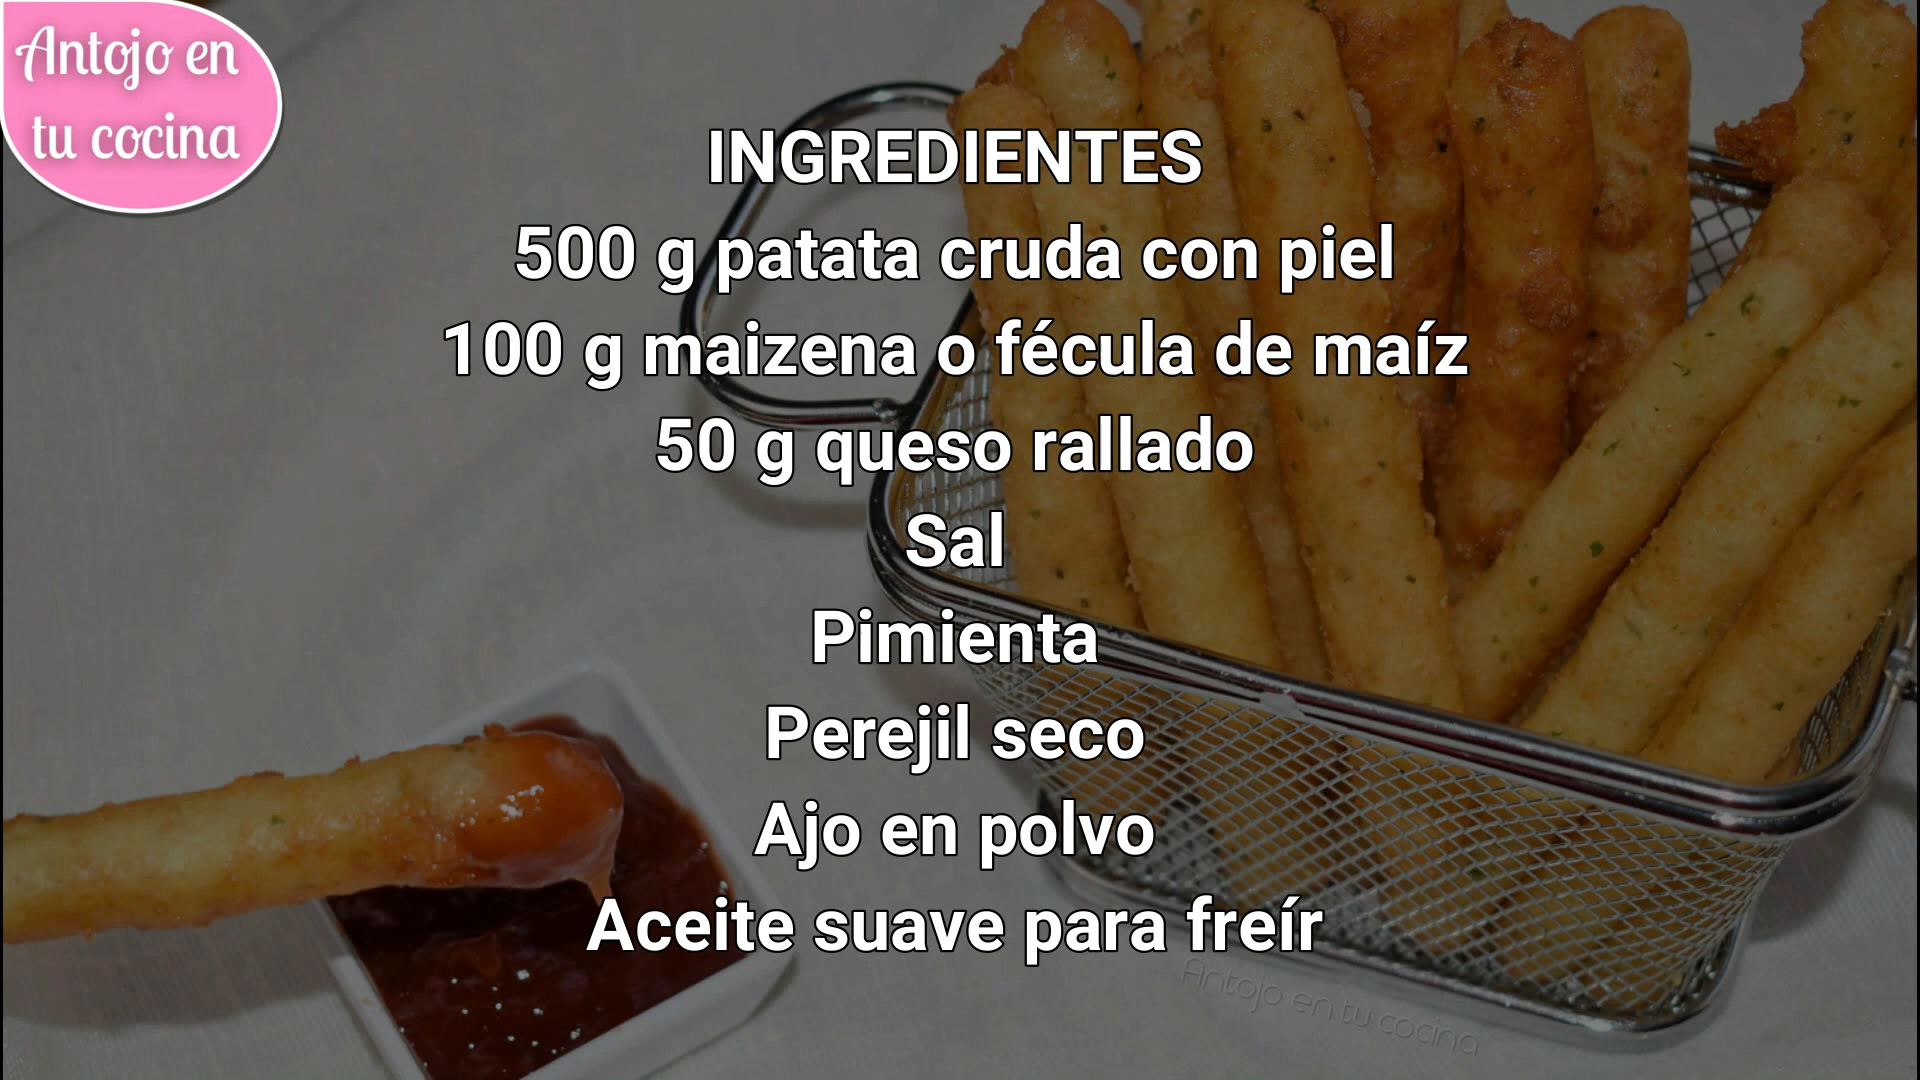 Antojo en
tu cocina
INGREDIENTES
500 g patata cruda con piel
100 g maizena o fécula de maíz
50 g queso rallado
Sal
Pimienta
Perejil seco
Ajo en polvo
Aceite suave para freír
Antojo en tu cocina